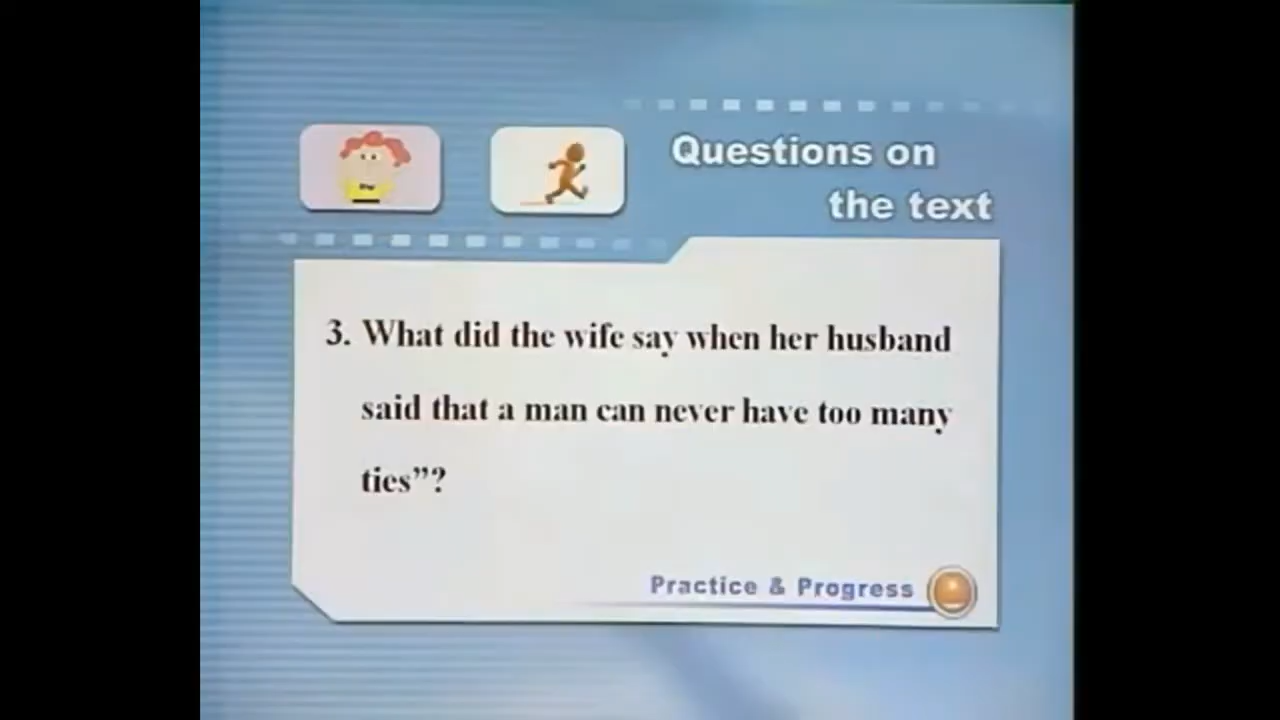 Questions on
the text
3. What did the wife say when her husband
said that a man can never have too many
ties”?
Practice & Progress